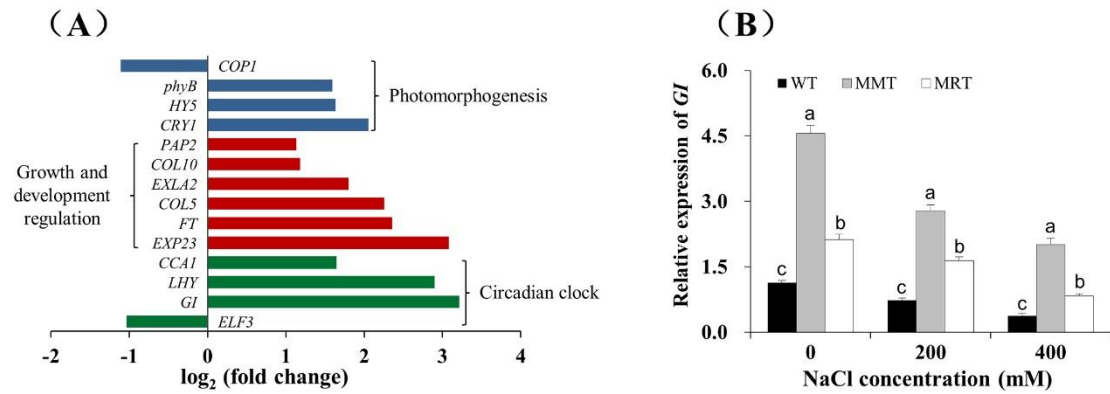 (A)
COP1
phyB
HY5
CRY1
Photomorphogenesis
PAP2
COL10
EXLA2
COL5
FT
EXP23
Growth and
development
regulation
CCA1
LHY
GI
ELF3
Circadian clock
-2 -1 0 1 2 3 4
log2 (fold change)
(B)
6.0
4.5
3.0
1.5
0.0
Relative expression of GI
WT MMT MRT
c a b
c a b
c a b
0 200 400
NaCl concentration (mM)